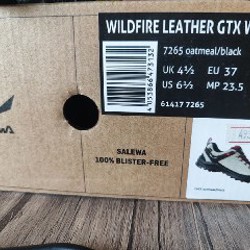 WILDFIRE LEATHER GTX W
7265 oatmeal/black
UK 4½ EU 37
US 6½ MP 23.5
61417 7265
4053866473132
SALEWA
100% BLISTER-FREE